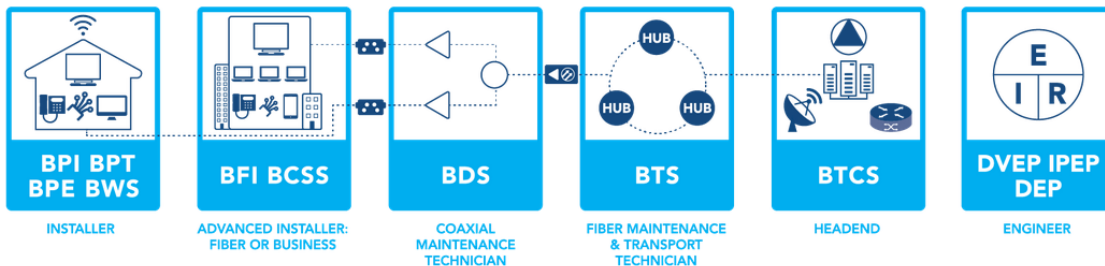 HUB
HUB HUB
E
I R
BPI BPT
BPE BWS
BFI BCSS
BDS
BTS
BTCS
DVEP IPEP
DEP
INSTALLER
ADVANCED INSTALLER:
FIBER OR BUSINESS
COAXIAL
MAINTENANCE
TECHNICIAN
FIBER MAINTENANCE
& TRANSPORT
TECHNICIAN
HEADEND
ENGINEER